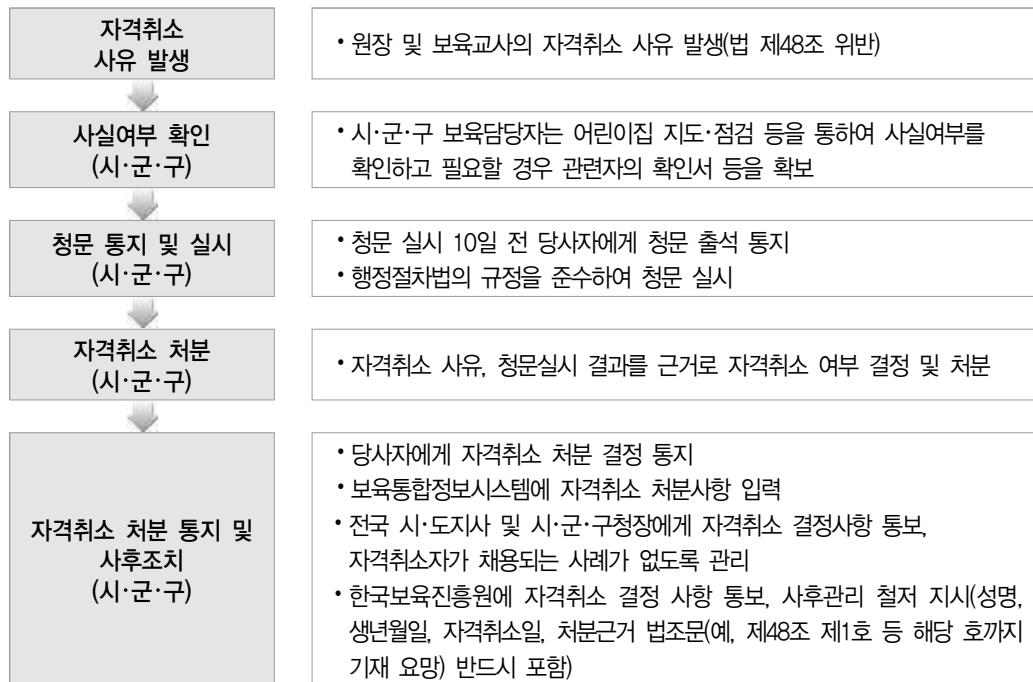 자격취소
사유 발생
• 원장 및 보육교사의 자격취소 사유 발생(법 제48조 위반)
사실여부 확인
(시·군·구)
• 시·군·구 보육담당자는 어린이집 지도·점검 등을 통하여 사실여부를
확인하고 필요할 경우 관련자의 확인서 등을 확보
청문 통지 및 실시
(시·군·구)
• 청문 실시 10일 전 당사자에게 청문 출석 통지
• 행정절차법의 규정을 준수하여 청문 실시
자격취소 처분
(시·군·구)
• 자격취소 사유, 청문실시 결과를 근거로 자격취소 여부 결정 및 처분
자격취소 처분 통지 및
사후조치
(시·군·구)
• 당사자에게 자격취소 처분 결정 통지
• 보육통합정보시스템에 자격취소 처분사항 입력
• 전국 시·도지사 및 시·군·구청장에게 자격취소 결정사항 통보,
자격취소자가 채용되는 사례가 없도록 관리
• 한국보육진흥원에 자격취소 결정 사항 통보, 사후관리 철저 지시(성명,
생년월일, 자격취소일, 처분근거 법조문(예, 제48조 제1호 등 해당 호까지
기재 요망) 반드시 포함)